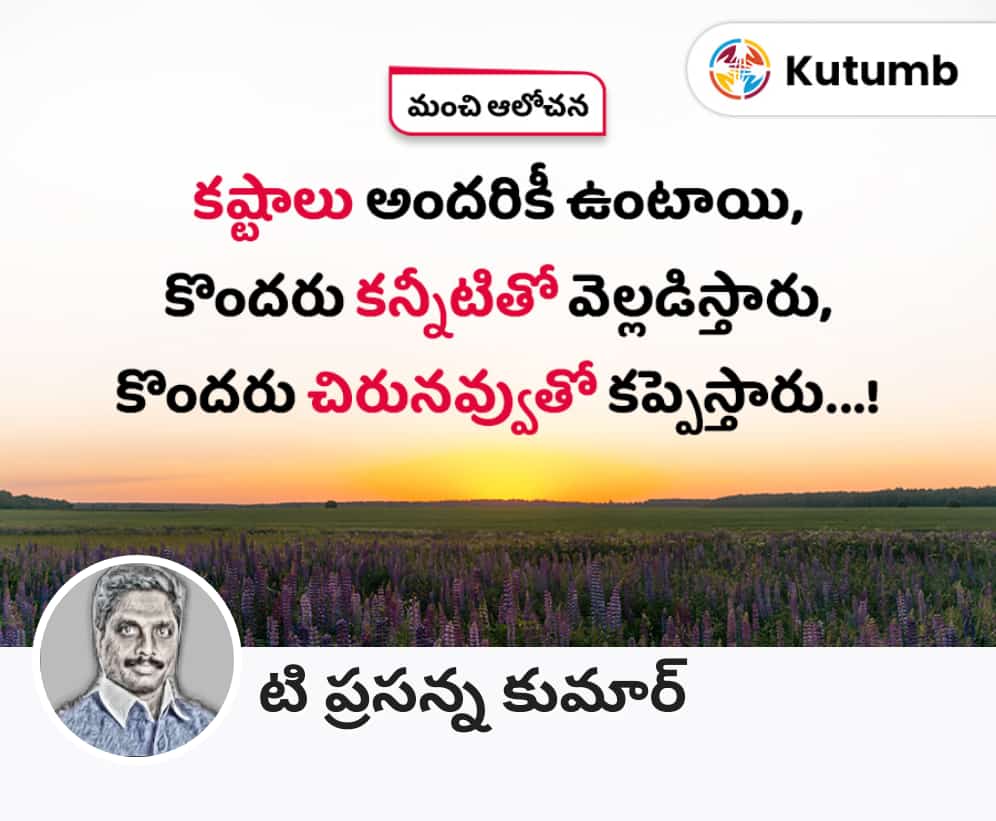 Kutumb
మంచి ఆలోచన
కష్టాలు అందరికీ ఉంటాయి,
కొందరు కన్నీటితో వెల్లడిస్తారు,
కొందరు చిరునవ్వుతో కప్పెస్తారు...!
టి ప్రసన్న కుమార్